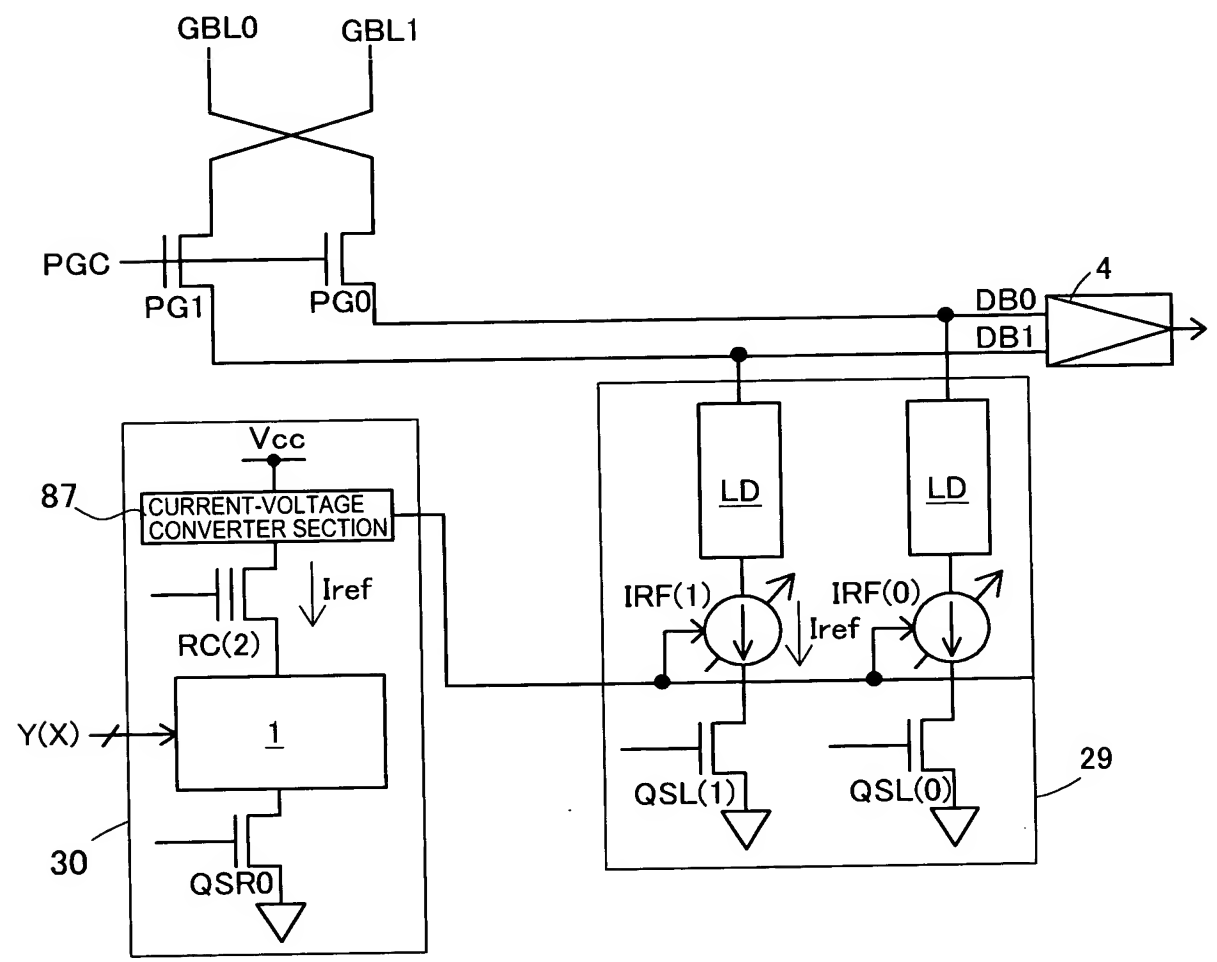 GBL0 GBL1
PGC
PG1 PG0
4
DB0
DB1
Vcc
87
CURRENT-VOLTAGE
CONVERTER SECTION
LD LD
Iref
RC(2)
IRF(1) IRF(0)
Iref
Y(X)
1
QSL(1) QSL(0)
29
30
QSR0